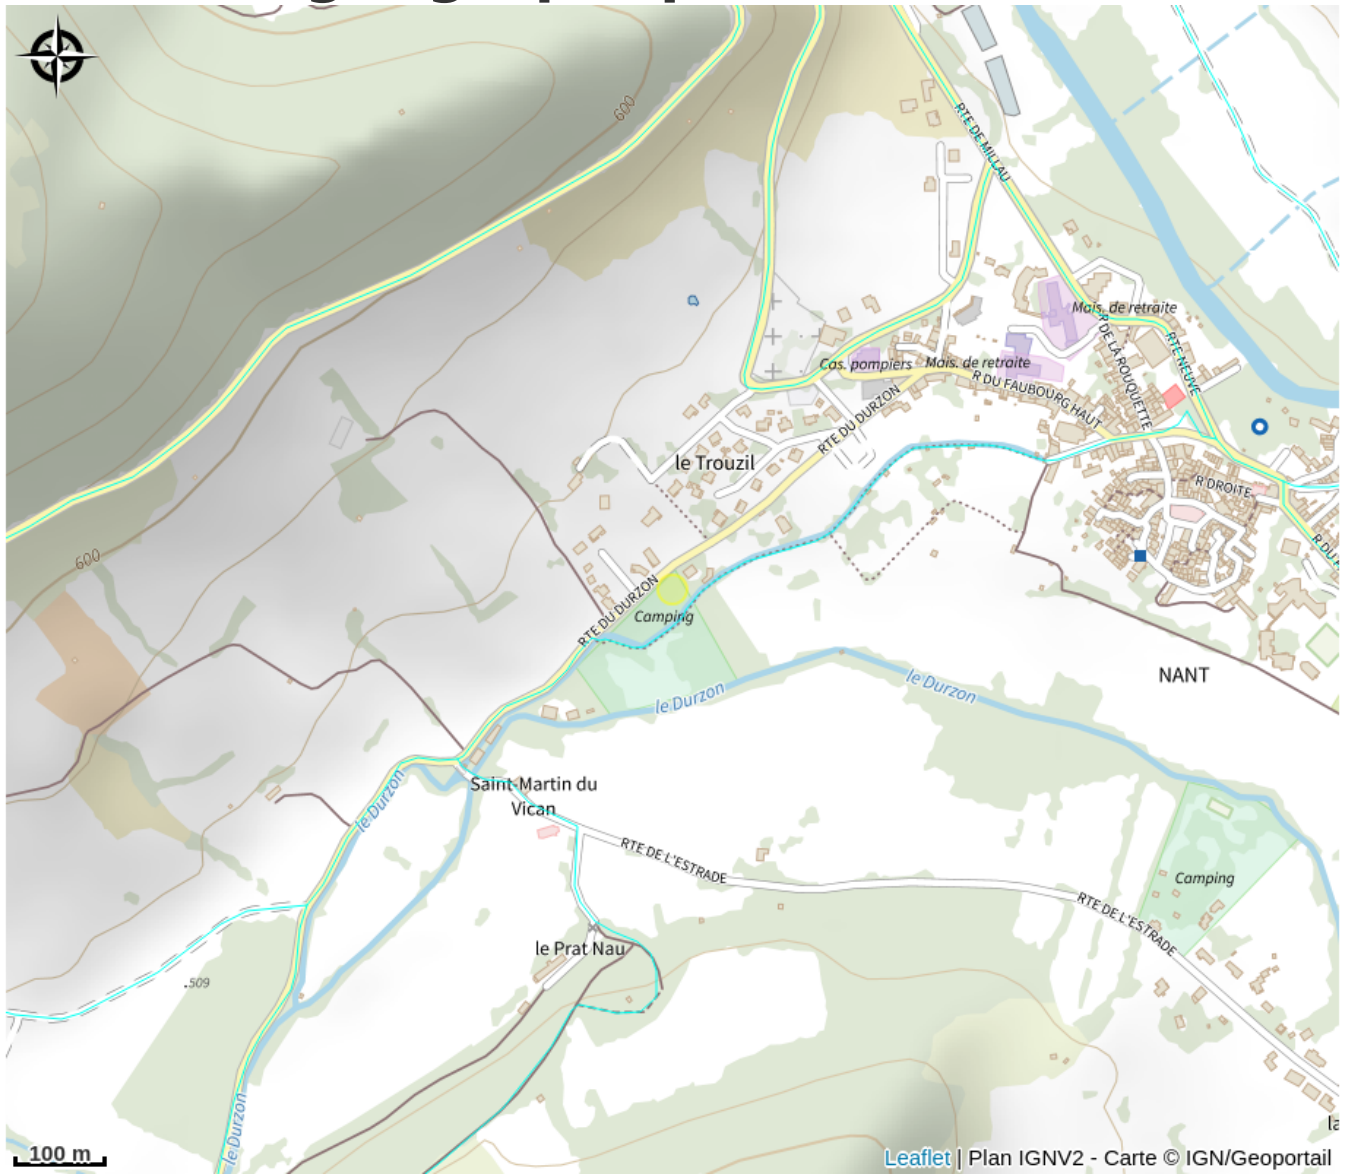 600
RTE DE MILLAU
Mais. de retraite
R DE LA ROUQUETTE
RTE NEUVE
Cas. pompiers
Mais. de retraite
R DU FAUBOURG HAUT
RTE DU DURZON
le Trouzil
R DROITE
600
RTE DU DURZON
Camping
NANT
le Durzon
le Durzon
Saint-Martin du
Vican
le Durzon
RTE DE L'ESTRADE
Camping
RTE DE L'ESTRADE
le Prat Nau
.509
le Durzon
100 m
Leaflet | Plan IGNV2 - Carte © IGN/Geoportail